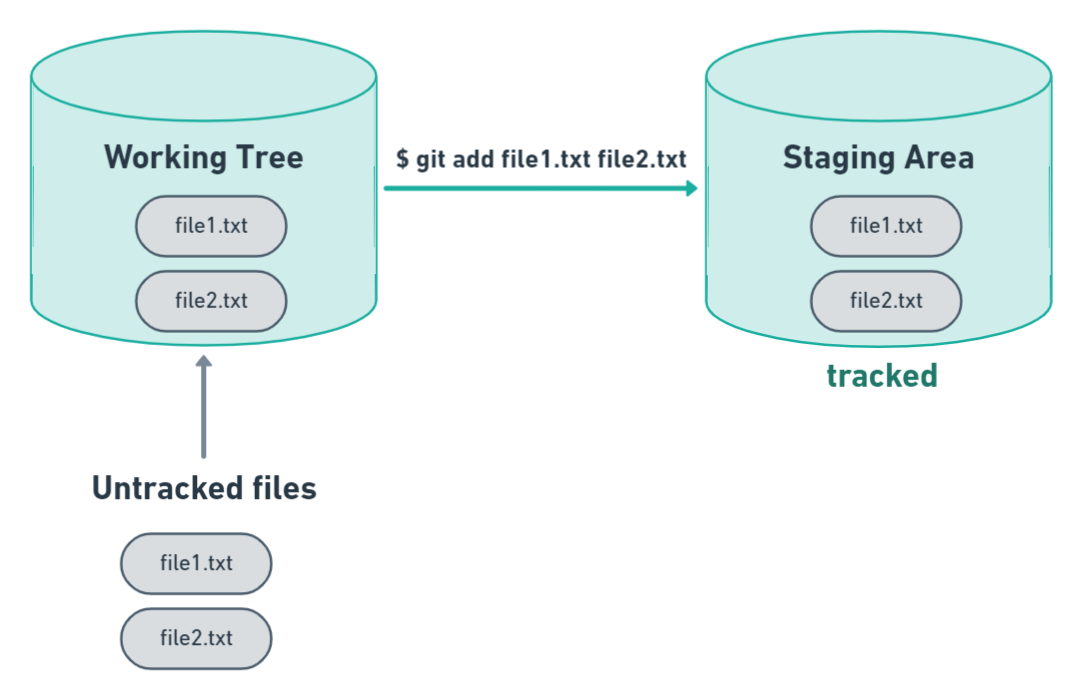 Working Tree
$ git add file1.txt file2.txt
Staging Area
file1.txt
file2.txt
file1.txt
file2.txt
tracked
Untracked files
file1.txt
file2.txt